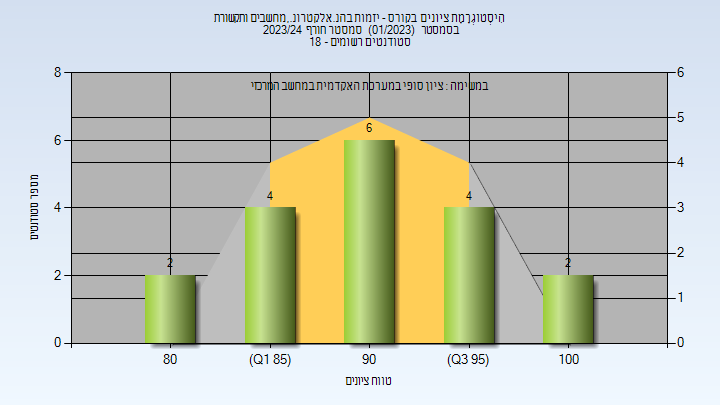 היסטוגרמת ציונים בקורס - יזמות בהנ.אלקטרונ.,מחשבים ותקשורת
בסמסטר (01/2023) סמסטר חורף 2023/24
סטודנטים רשומים - 18
במשימה : ציון סופי במערכת האקדמית במחשב המרכזי
8
6
4
2
0
6
5
4
3
2
1
0
2
4
6
4
2
מספר סטודנטים
80
(Q1 85)
90
(Q3 95)
100
טווח ציונים